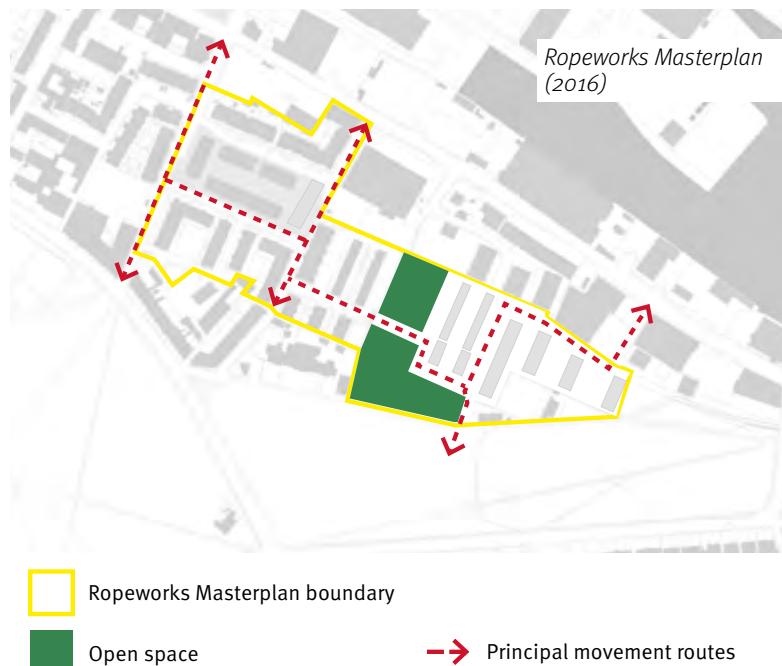 Ropeworks Masterplan
(2016)
Ropeworks Masterplan boundary
Open space
Principal movement routes